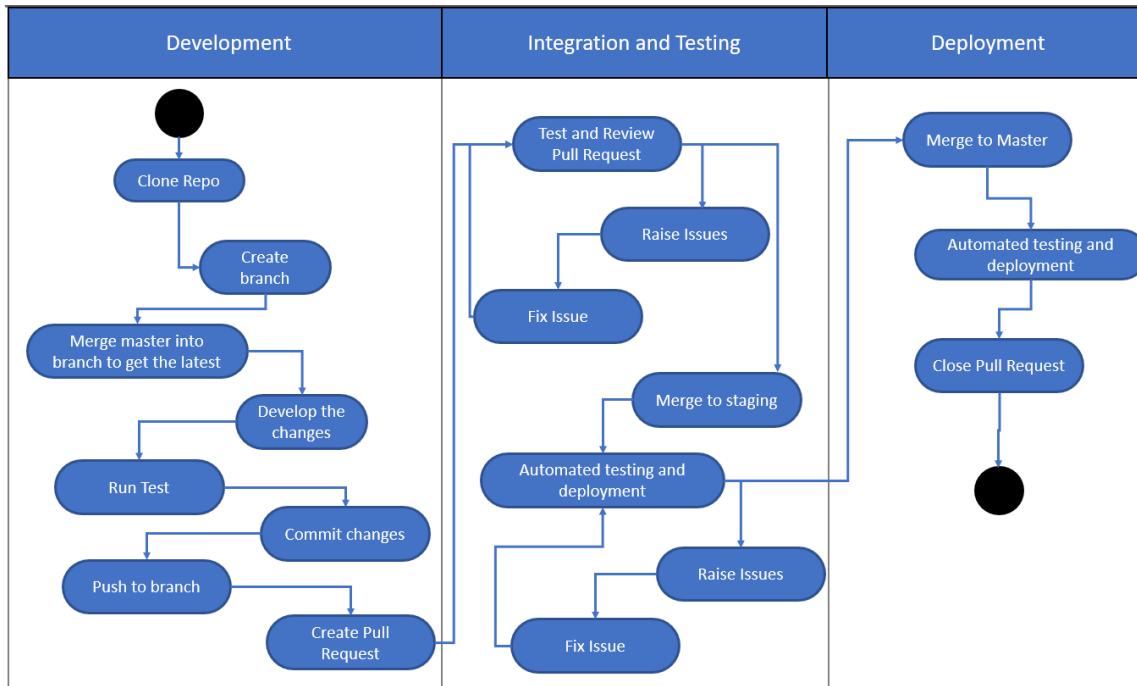 Development
Integration and Testing
Deployment
Clone Repo
Create
branch
Merge master into
branch to get the latest
Develop the
changes
Run Test
Commit changes
Push to branch
Create Pull
Request
Test and Review
Pull Request
Raise Issues
Fix Issue
Merge to staging
Automated testing and
deployment
Raise Issues
Fix Issue
Merge to Master
Automated testing and
deployment
Close Pull Request